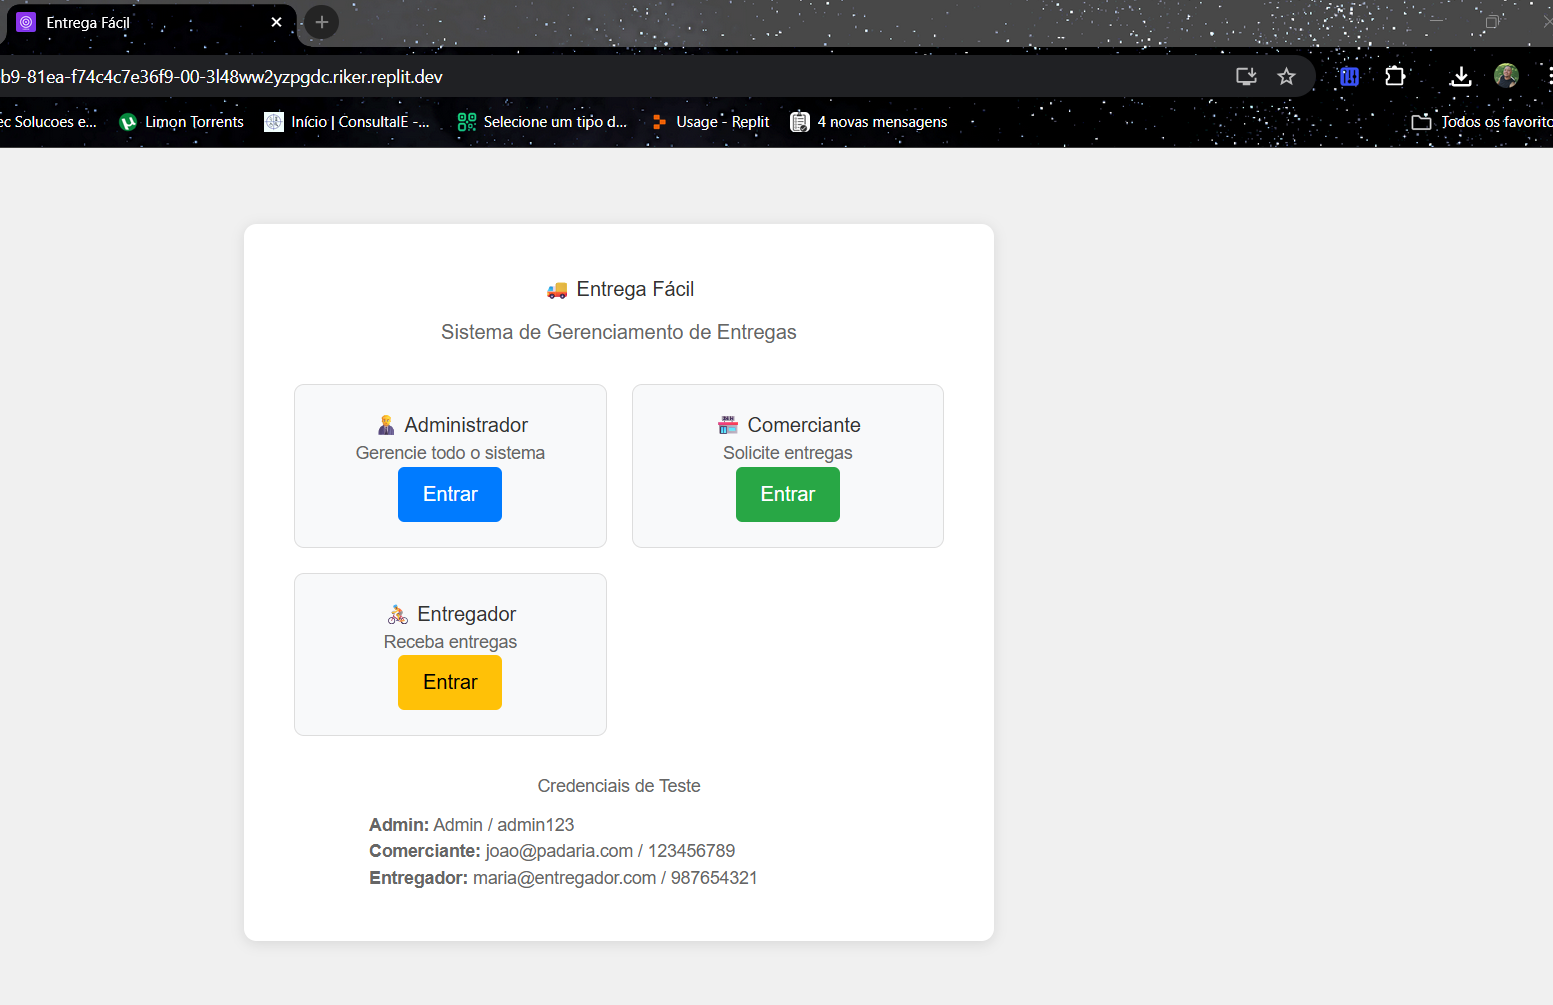 Entrega Fácil
b9-81ea-f74c4c7e36f9-00-3l48ww2yzpgdc.riker.replit.dev
ec Solucoes e...
Limon Torrents
Início | ConsultaIE -...
Selecione um tipo d...
Usage - Replit
4 novas mensagens
Todos os favorito
Entrega Fácil
Sistema de Gerenciamento de Entregas
Administrador
Gerencie todo o sistema
Entrar
Comerciante
Solicite entregas
Entrar
Entregador
Receba entregas
Entrar
Credenciais de Teste
Admin: Admin / admin123
Comerciante: joao@padaria.com / 123456789
Entregador: maria@entregador.com / 987654321